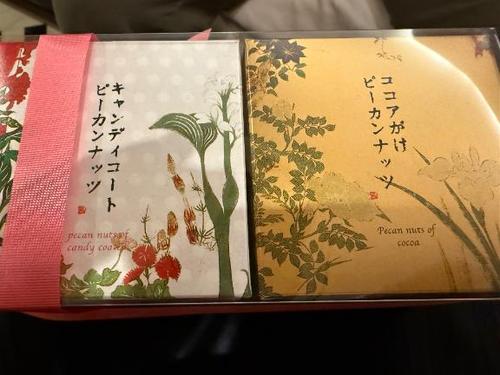 キャンディコート
ピーカンナッツ
pecan nuts of
candy coat
ココアがけ
ピーカンナッツ
Pecan nuts of
cocoa